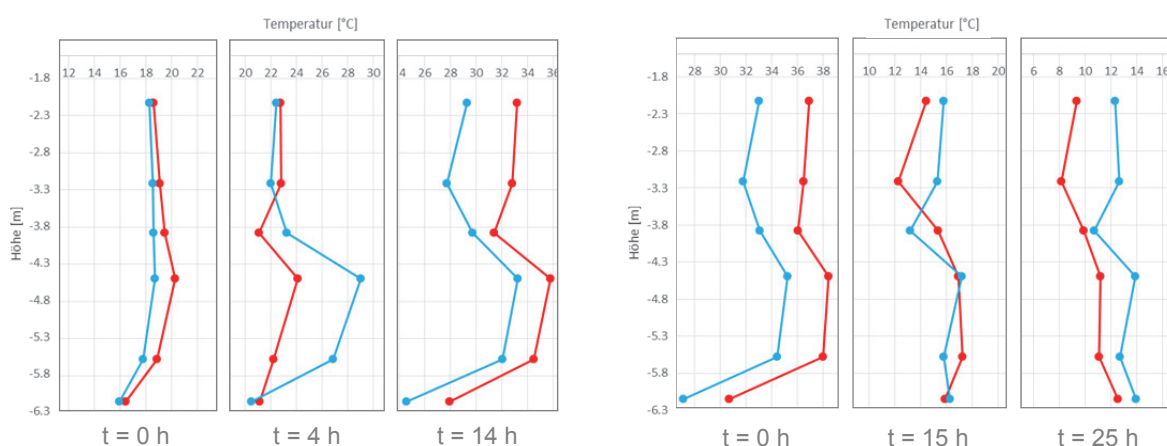 Temperatur [°C]
12 14 16 18 20 22
20 22 24 26 28 30
26 28 30 32 34 36
-1.8
-2.3
-2.8
-3.3
-3.8
-4.3
-4.8
-5.3
-5.8
-6.3
Höhe [m]
t = 0 h
t = 4 h
t = 14 h
Temperatur [°C]
28 30 32 34 36 38
10 12 14 16 18 20
6 8 10 12 14 16
-1.8
-2.3
-2.8
-3.3
-3.8
-4.3
-4.8
-5.3
-5.8
-6.3
Höhe [m]
t = 0 h
t = 15 h
t = 25 h